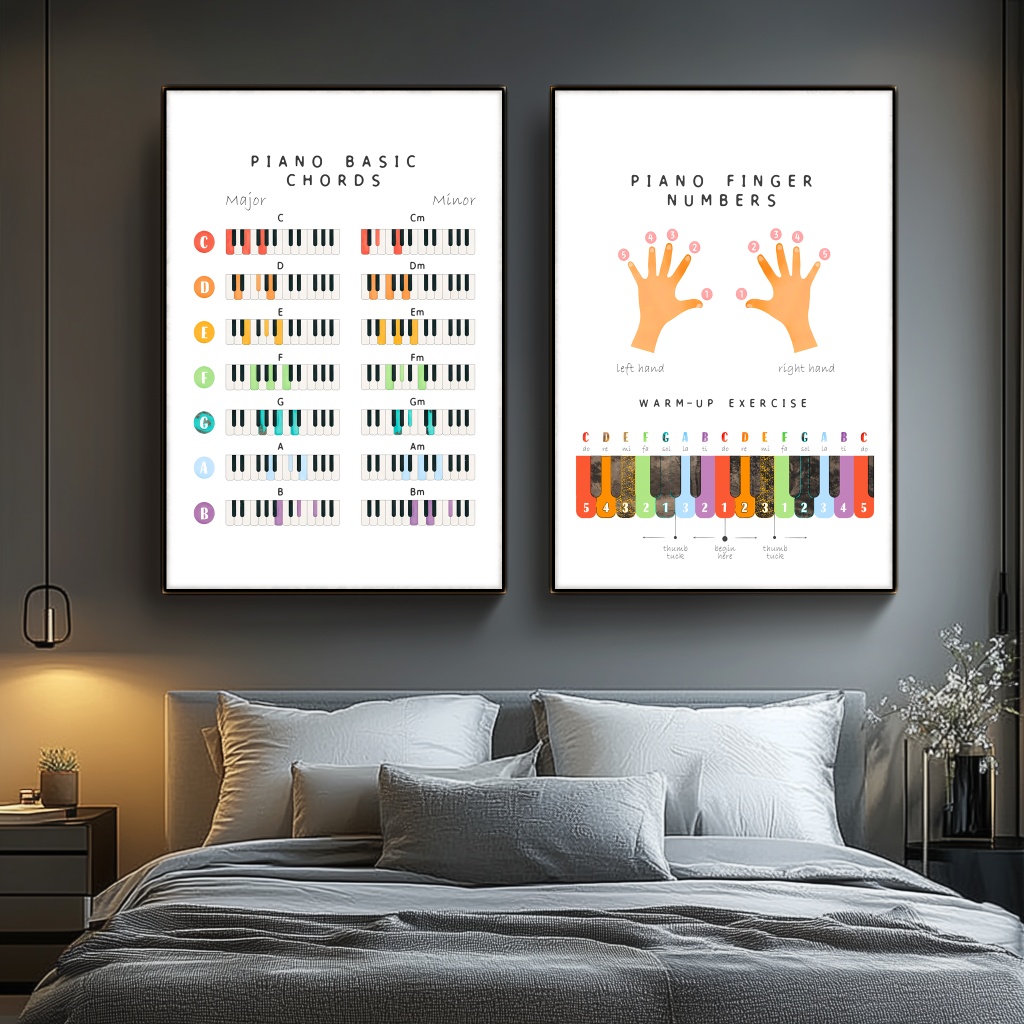 PIANO BASIC
CHORDS
Major Minor
C Cm
C
D Dm
D
E Em
E
F Fm
F
G Gm
G
A Am
A
B Bm
B
PIANO FINGER
NUMBERS
5 4 3 2 1
1 2 3 4 5
left hand right hand
WARM-UP EXERCISE
C D E F G A B C D E F G A B C
do re mi fa sol la ti do re mi fa sol la ti do
5 4 3 2 1 3 2 1 2 3 1 2 3 4 5
thumb begin thumb
tuck here tuck